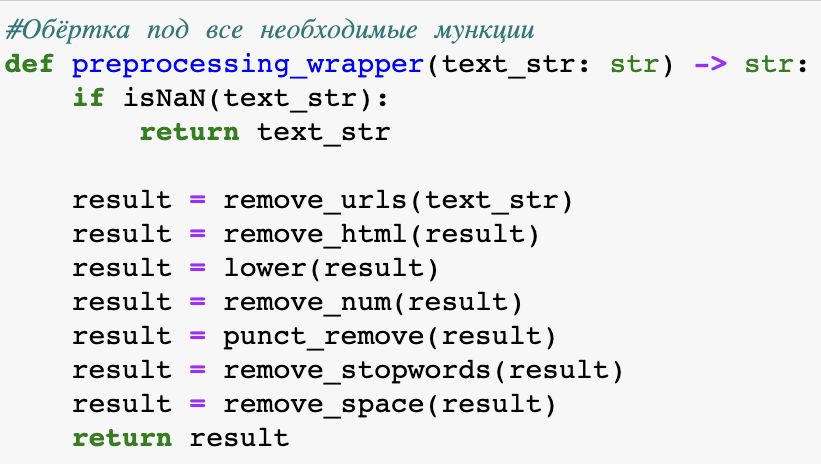 #Обёртка под все необходимые мункции
def preprocessing_wrapper(text_str: str) -> str:
    if isNaN(text_str):
        return text_str

    result = remove_urls(text_str)
    result = remove_html(result)
    result = lower(result)
    result = remove_num(result)
    result = punct_remove(result)
    result = remove_stopwords(result)
    result = remove_space(result)
    return result